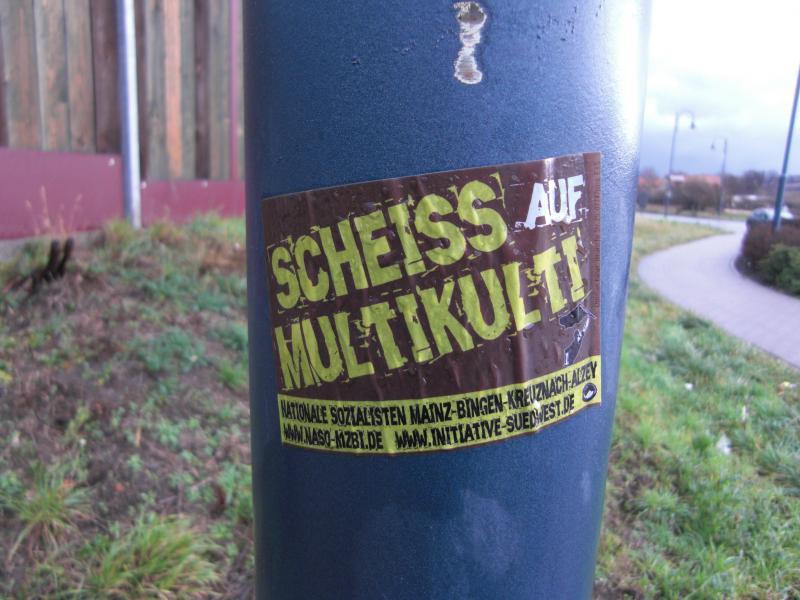 SCHEISS AUF
MULTIKULTI
NATIONALE SOZIALISTEN MAINZ-BINGEN-KREUZNACH-ALZEY
WWW.NASO-MZBI.DE WWW.INITIATIVE-SUEDWEST.DE